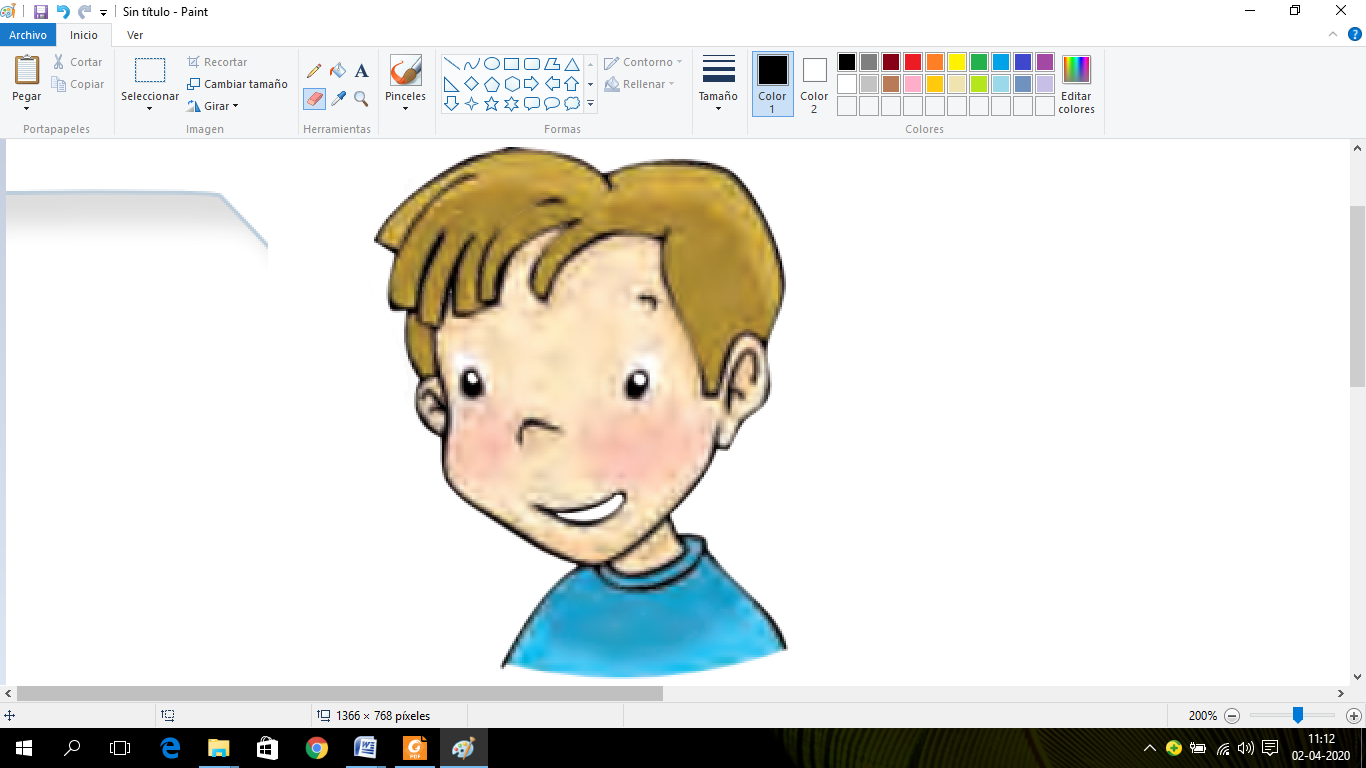 Sin título - Paint
Archivo Inicio Ver
Pegar
Cortar
Copiar
Portapapeles
Seleccionar
Recortar
Cambiar tamaño
Girar
Imagen
A
Herramientas
Pinceles
Contorno
Rellenar
Formas
Tamaño
Color
1
Color
2
Editar
colores
Colores
1366 × 768 píxeles
200%
11:12
02-04-2020